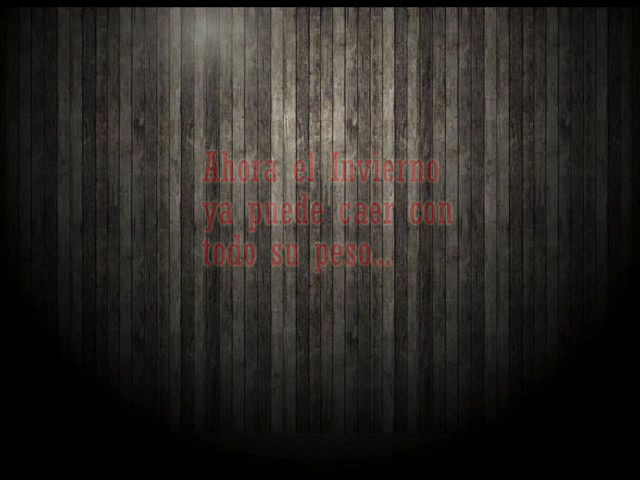 Ahora el Invierno
ya puede caer con
todo su peso...